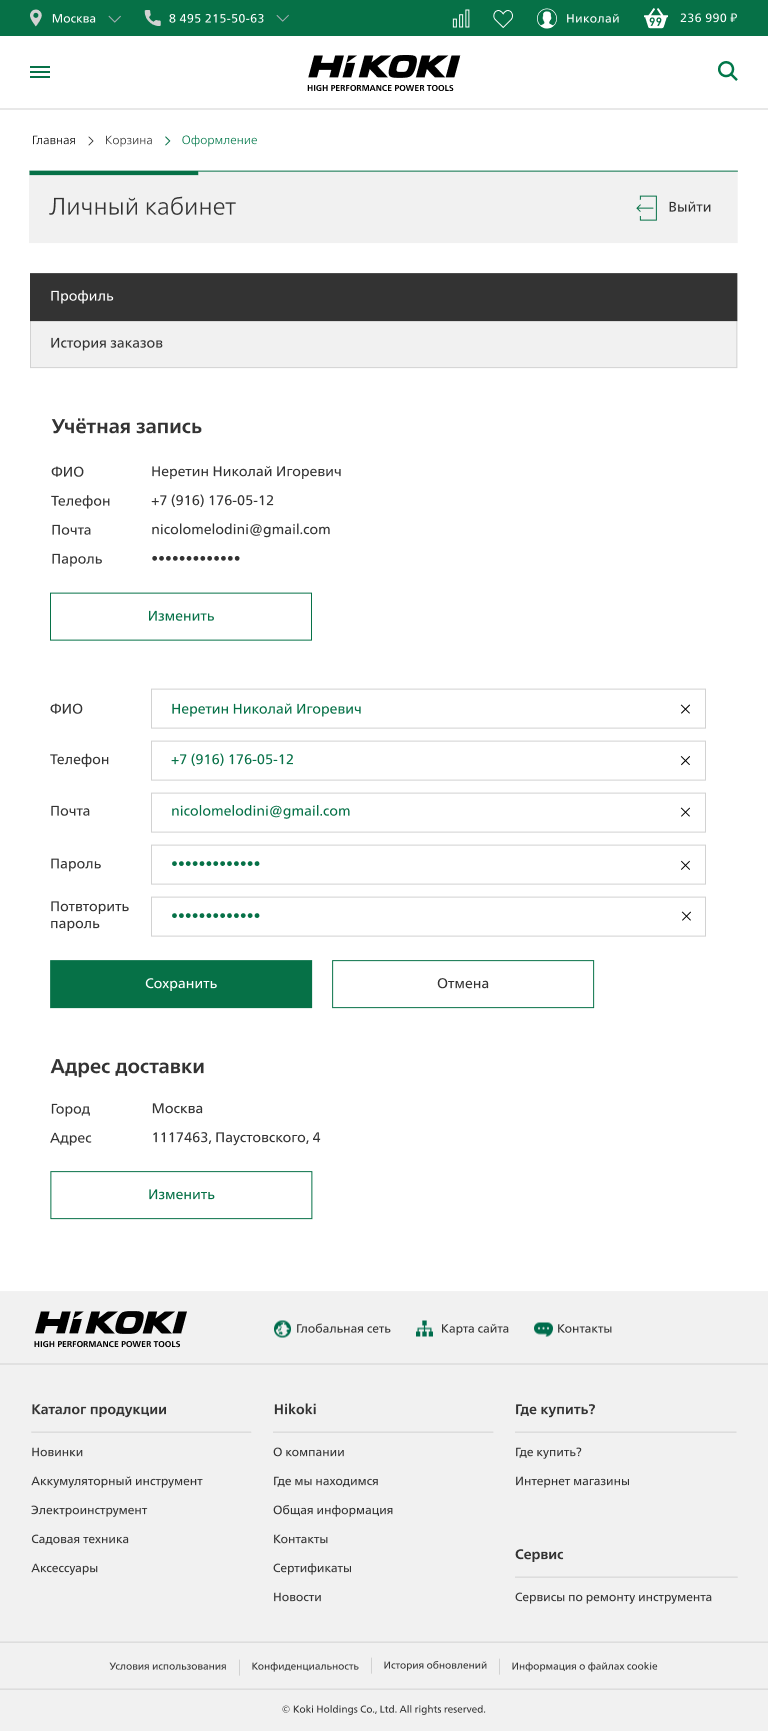 Москва
8 495 215-50-63
Николай
99
236 990 ₽
HiKOKI
HIGH PERFORMANCE POWER TOOLS
Главная
Корзина
Оформление
Личный кабинет
Выйти
Профиль
История заказов
Учётная запись
ФИО Неретин Николай Игоревич
Телефон +7 (916) 176-05-12
Почта nicolomelodini@gmail.com
Пароль •••••••••••••
Изменить
ФИО Неретин Николай Игоревич
Телефон +7 (916) 176-05-12
Почта nicolomelodini@gmail.com
Пароль •••••••••••••
Потвторить
пароль
•••••••••••••
Сохранить
Отмена
Адрес доставки
Город Москва
Адрес 1117463, Паустовского, 4
Изменить
HiKOKI
HIGH PERFORMANCE POWER TOOLS
Глобальная сеть
Карта сайта
Контакты
Каталог продукции
Новинки
Аккумуляторный инструмент
Электроинструмент
Садовая техника
Аксессуары
Hikoki
О компании
Где мы находимся
Общая информация
Контакты
Сертификаты
Новости
Где купить?
Где купить?
Интернет магазины
Сервис
Сервисы по ремонту инструмента
Условия использования
Конфиденциальность
История обновлений
Информация о файлах cookie
© Koki Holdings Co., Ltd. All rights reserved.